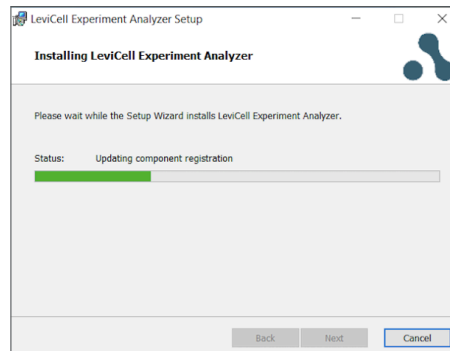 LeviCell Experiment Analyzer Setup
Installing LeviCell Experiment Analyzer
Please wait while the Setup Wizard installs LeviCell Experiment Analyzer.
Status: Updating component registration
Back Next Cancel